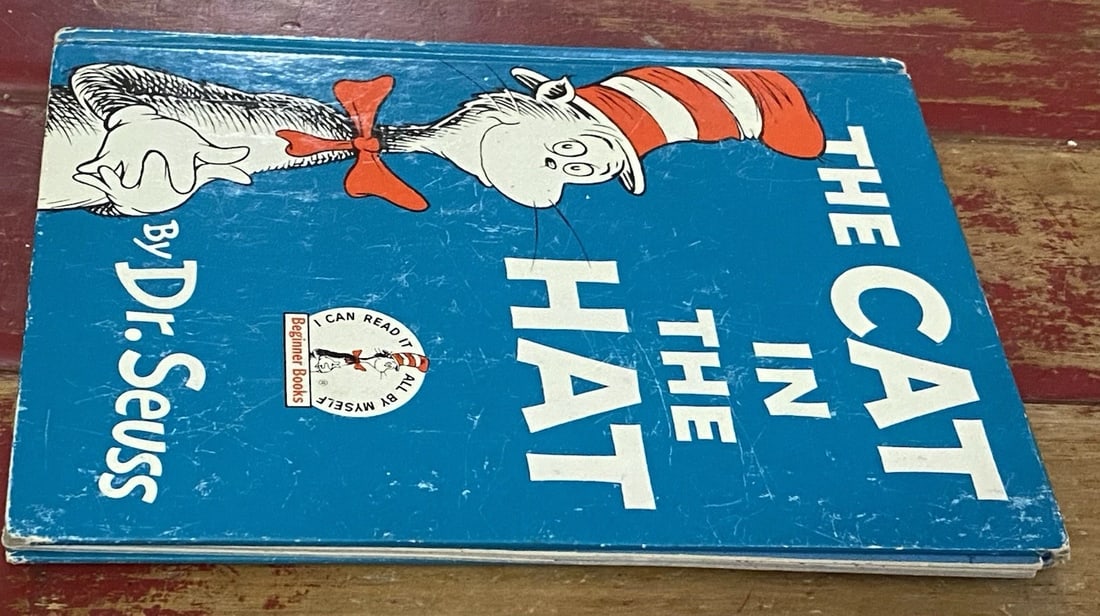 THE CAT
IN
THE
HAT
I CAN READ IT ALL BY MYSELF
Beginner Books
®
By Dr. Seuss